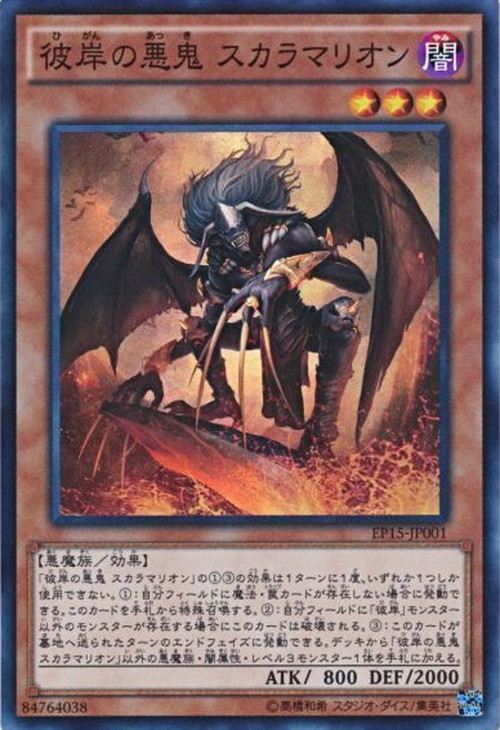 彼岸の悪鬼 スカラマリオン
闇
EP15-JP001
【悪魔族/効果】
「彼岸の悪鬼 スカラマリオン」の①③の効果は1ターンに1度、いずれか1つしか
使用できない。①:自分フィールドに魔法・罠カードが存在しない場合に発動で
きる。このカードを手札から特殊召喚する。②:自分フィールドに「彼岸」モンスター
以外のモンスターが存在する場合にこのカードは破壊される。③:このカードが
墓地へ送られたターンのエンドフェイズに発動できる。デッキから「彼岸の悪鬼
スカラマリオン」以外の悪魔族・闇属性・レベル3モンスター1体を手札に加える。
ATK/ 800 DEF/2000
84764038
©高橋和希 スタジオ・ダイス/集英社